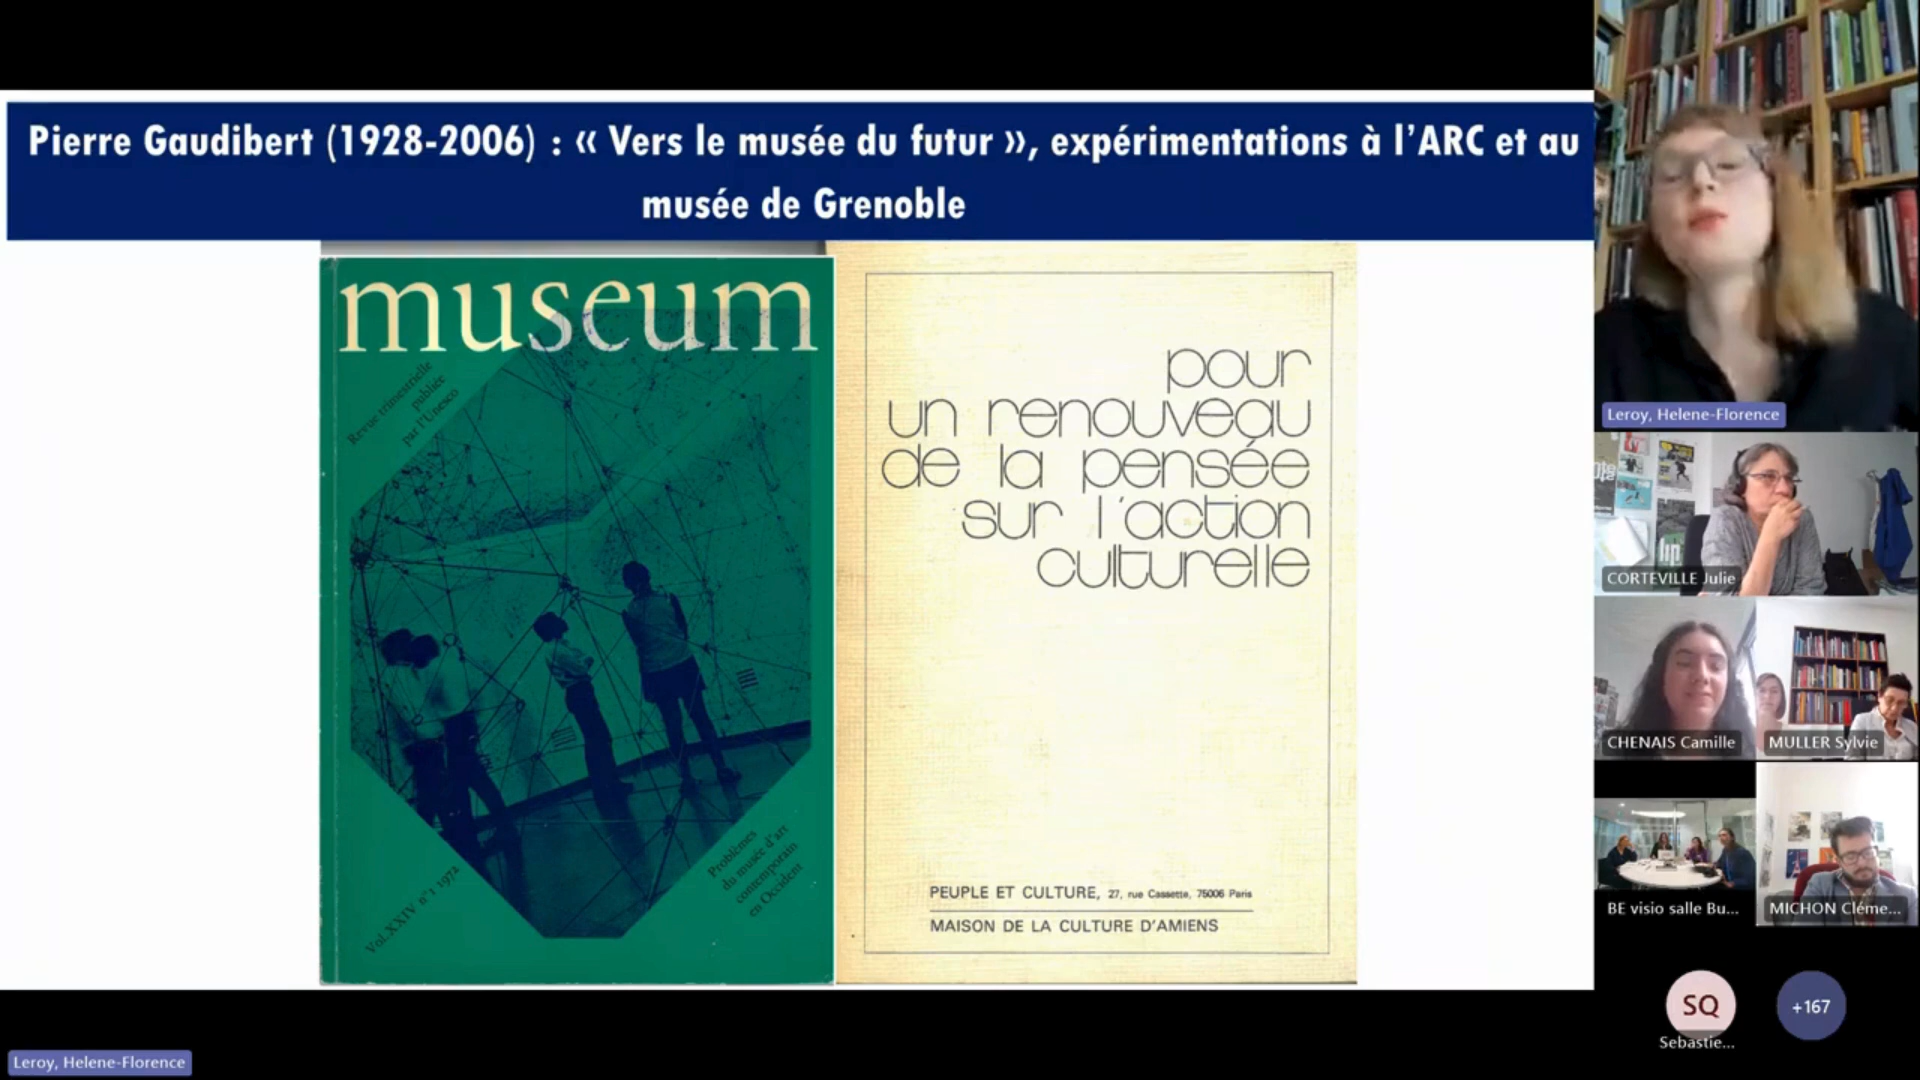 Pierre Gaudibert (1928-2006) : « Vers le musée du futur », expérimentations à l’ARC et au
musée de Grenoble
museum
Revue trimestrielle
publiée
par l'Unesco
Vol.XXIV n°1 1972
Problèmes
du musée d'art
contemporain
en Occident
pour
un renouveau
de la pensée
sur l'action
culturelle
PEUPLE ET CULTURE, 27, rue Cassette, 75006 Paris
MAISON DE LA CULTURE D'AMIENS
Leroy, Helene-Florence
CORTEVILLE Julie
CHENAIS Camille
MULLER Sylvie
BE visio salle Bu...
MICHON Cléme...
SQ
Sebastie...
+167
Leroy, Helene-Florence